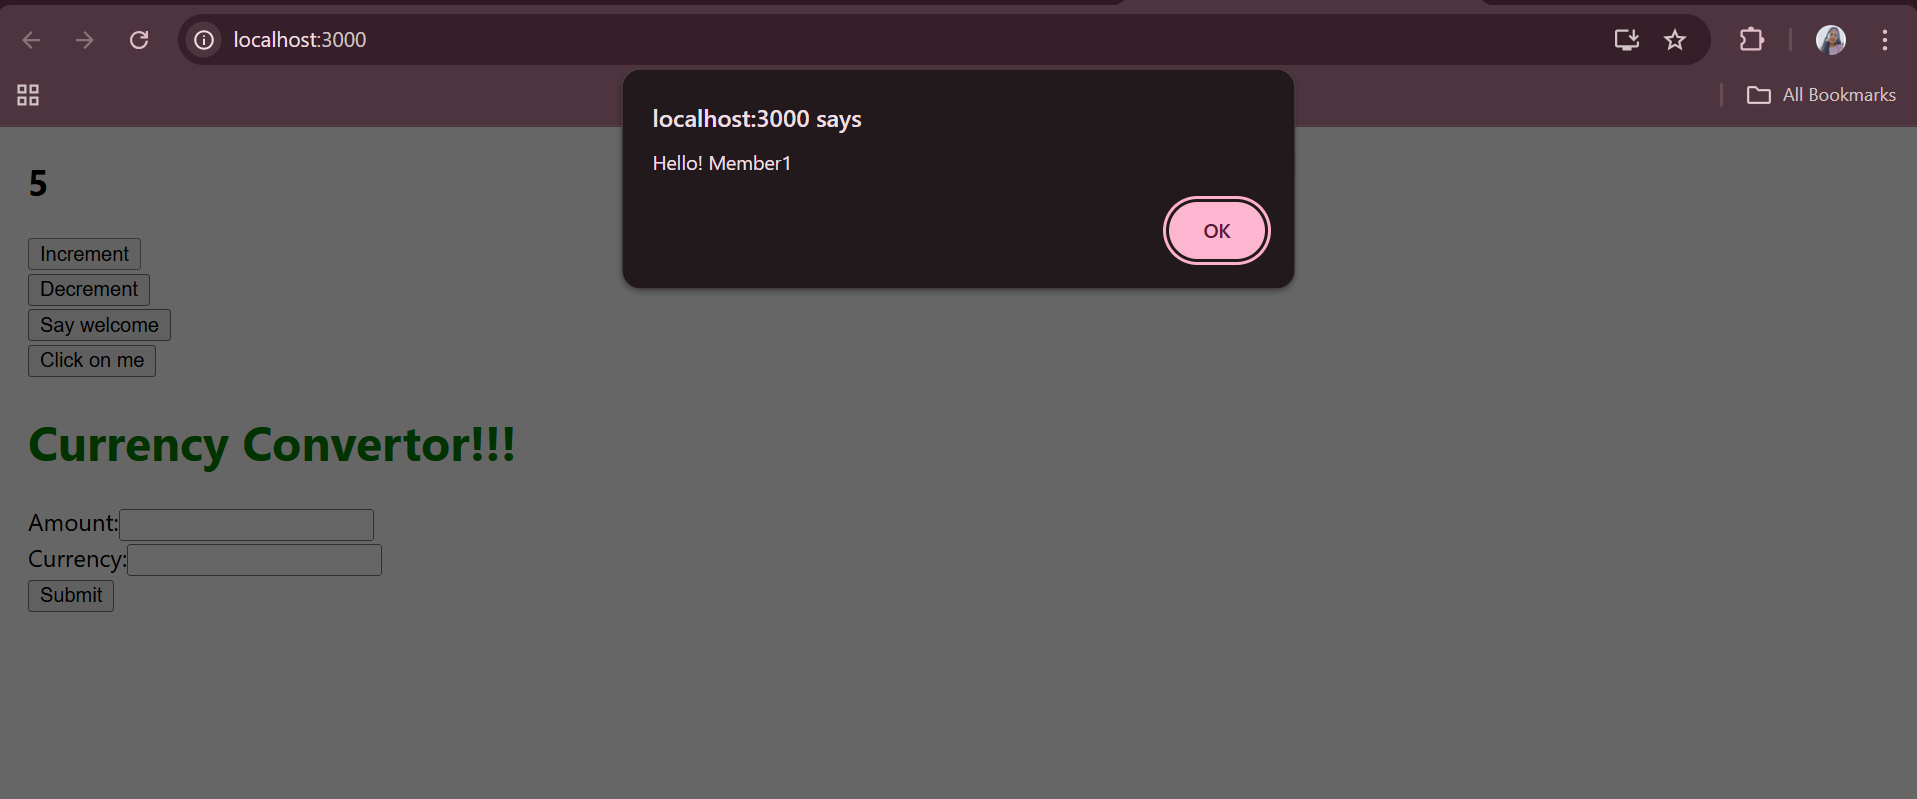 localhost:3000
All Bookmarks
localhost:3000 says
Hello! Member1
OK
5
Increment
Decrement
Say welcome
Click on me
Currency Convertor!!!
Amount:
Currency:
Submit